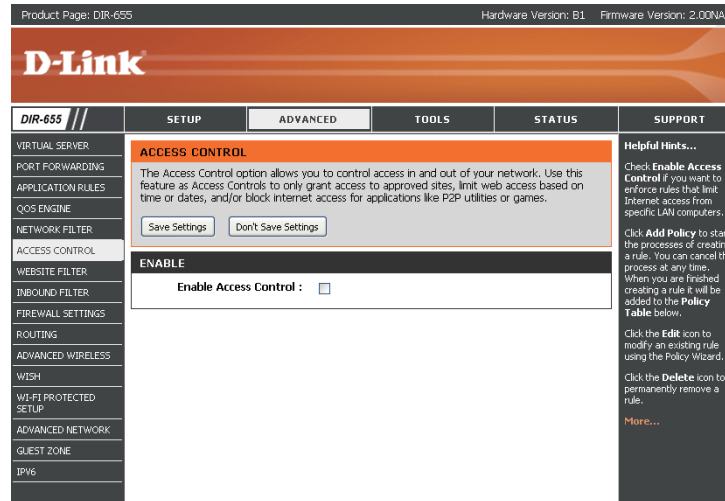 Product Page: DIR-655
Hardware Version: B1
Firmware Version: 2.00NA
D-Link
DIR-655
SETUP
ADVANCED
TOOLS
STATUS
SUPPORT
VIRTUAL SERVER
PORT FORWARDING
APPLICATION RULES
QOS ENGINE
NETWORK FILTER
ACCESS CONTROL
WEBSITE FILTER
INBOUND FILTER
FIREWALL SETTINGS
ROUTING
ADVANCED WIRELESS
WISH
WI-FI PROTECTED
SETUP
ADVANCED NETWORK
GUEST ZONE
IPV6
ACCESS CONTROL
The Access Control option allows you to control access in and out of your network. Use this
feature as Access Controls to only grant access to approved sites, limit web access based on
time or dates, and/or block internet access for applications like P2P utilities or games.
Save Settings
Don't Save Settings
ENABLE
Enable Access Control :
Helpful Hints...
Check Enable Access
Control if you want to
enforce rules that limit
Internet access from
specific LAN computers.
Click Add Policy to star
the processes of creatin
a rule. You can cancel th
process at any time.
When you are finished
creating a rule it will be
added to the Policy
Table below.
Click the Edit icon to
modify an existing rule
using the Policy Wizard.
Click the Delete icon to
permanently remove a
rule.
More...